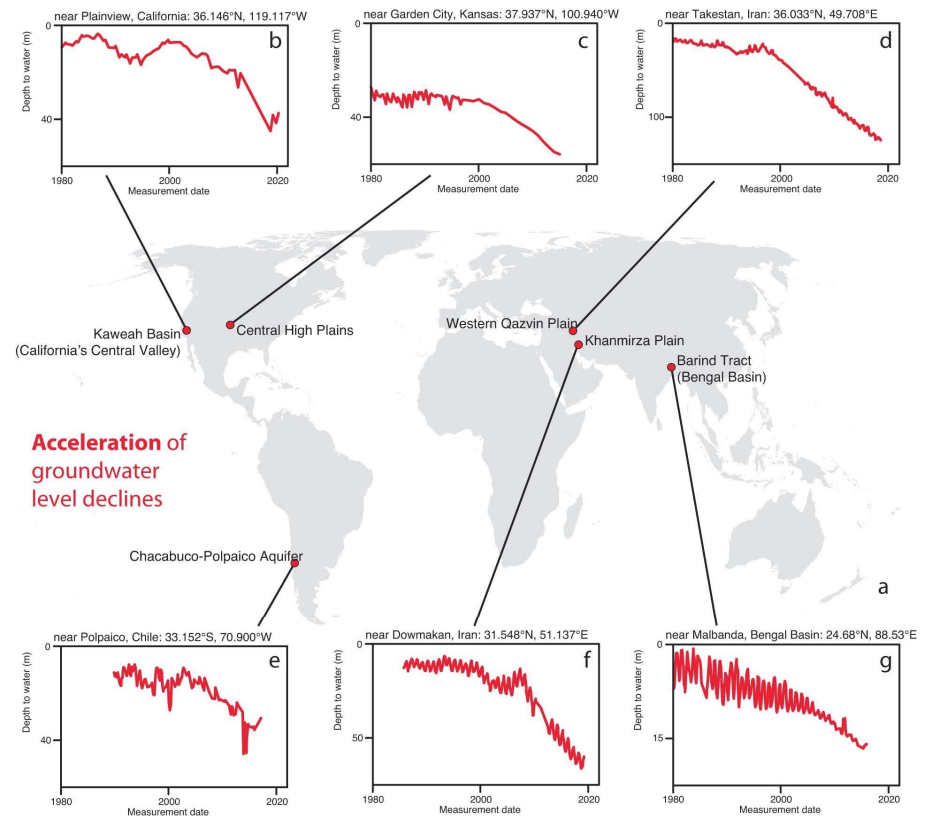 near Plainview, California: 36.146°N, 119.117°W
0
40
Depth to water (m)
b
1980
2000
2020
Measurement date
near Garden City, Kansas: 37.937°N, 100.940°W
0
40
Depth to water (m)
c
1980
2000
2020
Measurement date
near Takestan, Iran: 36.033°N, 49.708°E
0
100
Depth to water (m)
d
1980
2000
2020
Measurement date
Kaweah Basin
(California's Central Valley)
Central High Plains
Western Qazvin Plain
Khanmirza Plain
Barind Tract
(Bengal Basin)
Acceleration of
groundwater
level declines
Chacabuco-Polpaico Aquifer
a
near Polpaico, Chile: 33.152°S, 70.900°W
0
40
Depth to water (m)
e
1980
2000
2020
Measurement date
near Dowmakan, Iran: 31.548°N, 51.137°E
0
50
Depth to water (m)
f
1980
2000
2020
Measurement date
near Malbanda, Bengal Basin: 24.68°N, 88.53°E
0
15
Depth to water (m)
g
1980
2000
2020
Measurement date